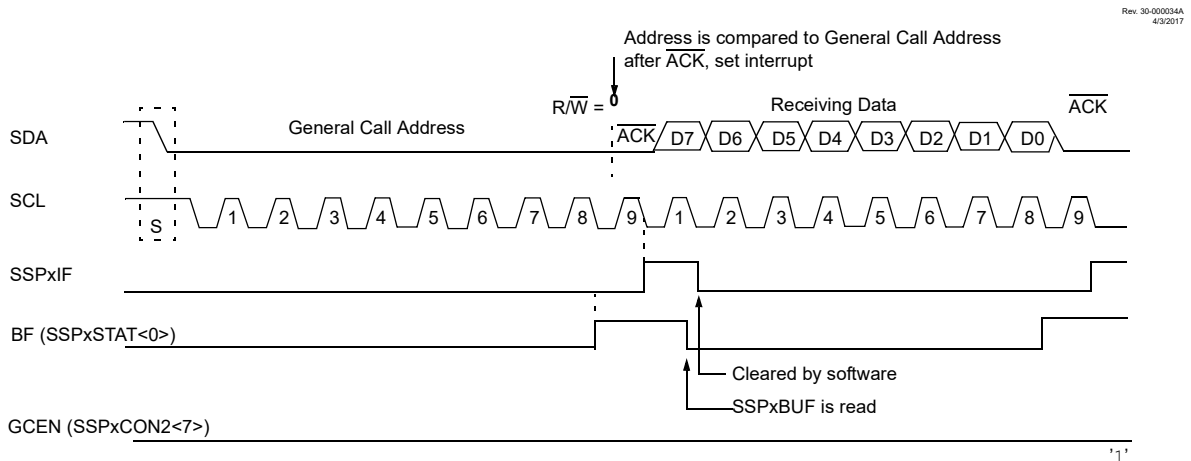 Rev. 30-000034A
4/3/2017
Address is compared to General Call Address
after ACK, set interrupt
R/W = 0
Receiving Data
ACK
SDA
General Call Address
ACK
D7 D6 D5 D4 D3 D2 D1 D0
SCL
S
1 2 3 4 5 6 7 8 9 1 2 3 4 5 6 7 8 9
SSPxIF
BF (SSPxSTAT<0>)
Cleared by software
SSPxBUF is read
GCEN (SSPxCON2<7>)
'1'